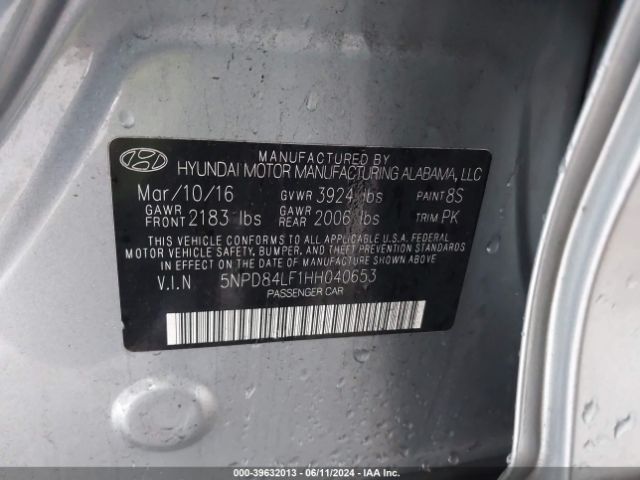 MANUFACTURED BY
HYUNDAI MOTOR MANUFACTURING ALABAMA, LLC
Mar/10/16 GVWR 3924 lbs PAINT 8S
GAWR FRONT 2183 lbs GAWR REAR 2006 lbs TRIM PK
THIS VEHICLE CONFORMS TO ALL APPLICABLE U.S.A. FEDERAL
MOTOR VEHICLE SAFETY, BUMPER, AND THEFT PREVENTION STANDARDS
IN EFFECT ON THE DATE OF MANUFACTURE SHOWN ABOVE.
V.I.N 5NPD84LF1HH040653
PASSENGER CAR
000-39632013 - 06/11/2024 - IAA Inc.